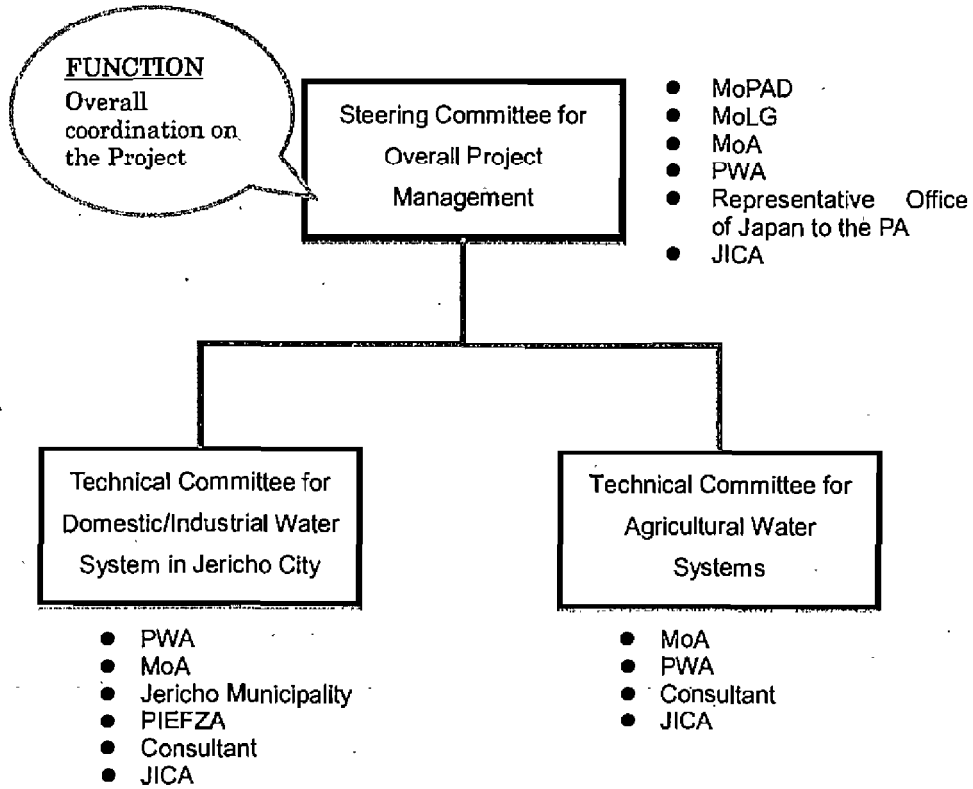 FUNCTION
Overall
coordination on
the Project
Steering Committee for
Overall Project
Management
● MoPAD
● MoLG
● MoA
● PWA
● Representative Office
of Japan to the PA
● JICA
Technical Committee for
Domestic/Industrial Water
System in Jericho City
● PWA
● MoA
● Jericho Municipality
● PIEFZA
● Consultant
● JICA
Technical Committee for
Agricultural Water
Systems
● MoA
● PWA
● Consultant
● JICA